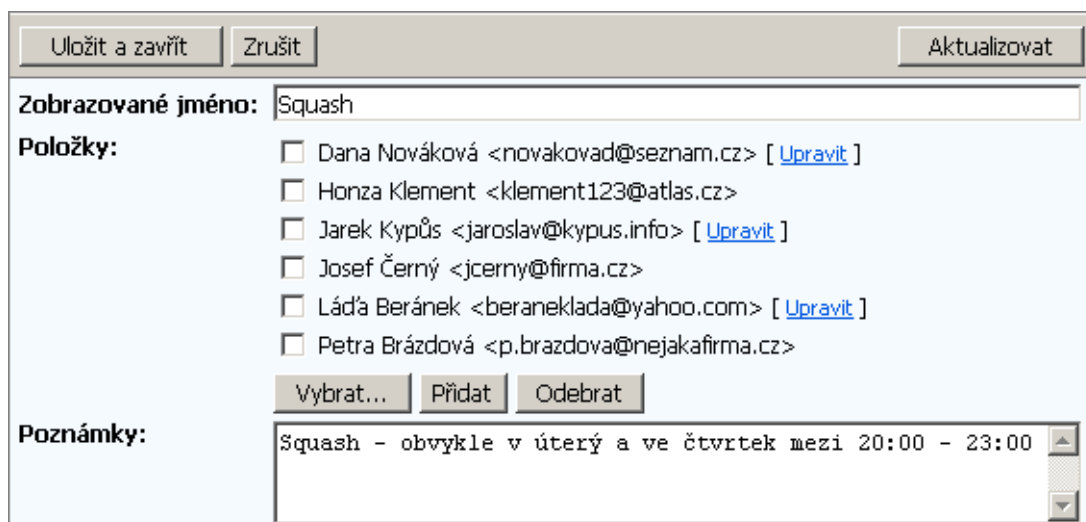 Uložit a zavřít Zrušit Aktualizovat
Zobrazované jméno: Squash
Položky:
Dana Nováková <novakovad@seznam.cz> [ Upravit ]
Honza Klement <klement123@atlas.cz>
Jarek Kypůs <jaroslav@kypus.info> [ Upravit ]
Josef Černý <jcerny@firma.cz>
Láďa Beránek <beraneklada@yahoo.com> [ Upravit ]
Petra Brázdová <p.brazdova@nejakafirma.cz>
Vybrat... Přidat Odebrat
Poznámky:
Squash - obvykle v úterý a ve čtvrtek mezi 20:00 - 23:00